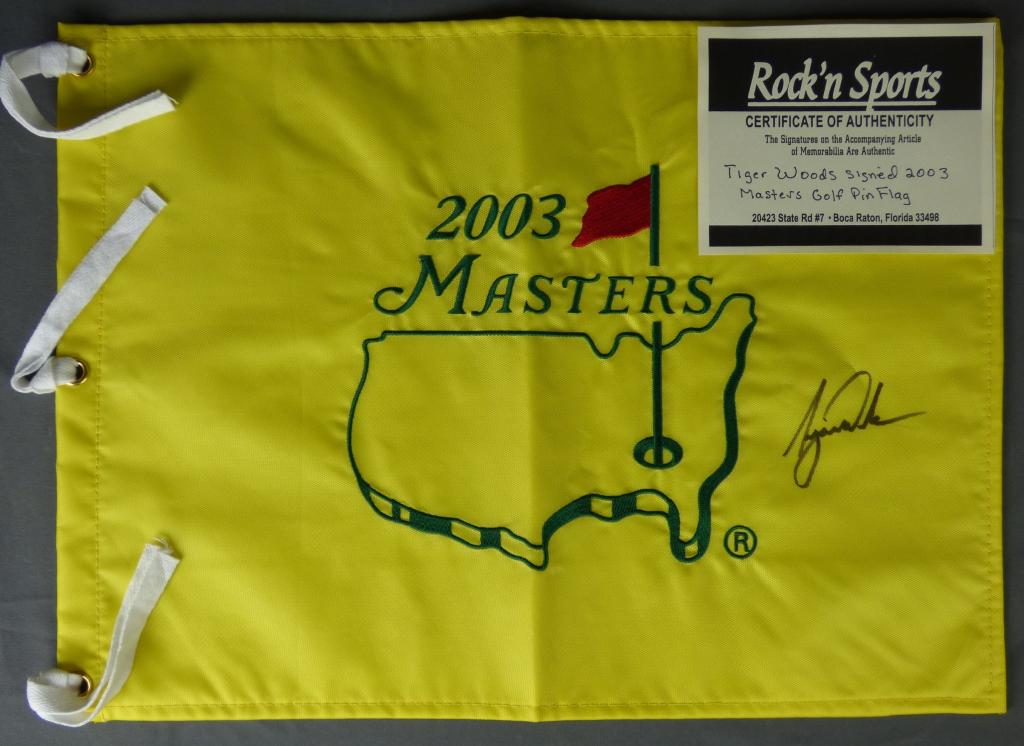 Rock'n Sports
CERTIFICATE OF AUTHENTICITY
The Signatures on the Accompanying Article
of Memorabilia Are Authentic
Tiger Woods signed 2003
Masters Golf Pin Flag
20423 State Rd #7 • Boca Raton, Florida 33498
2003
MASTERS
®